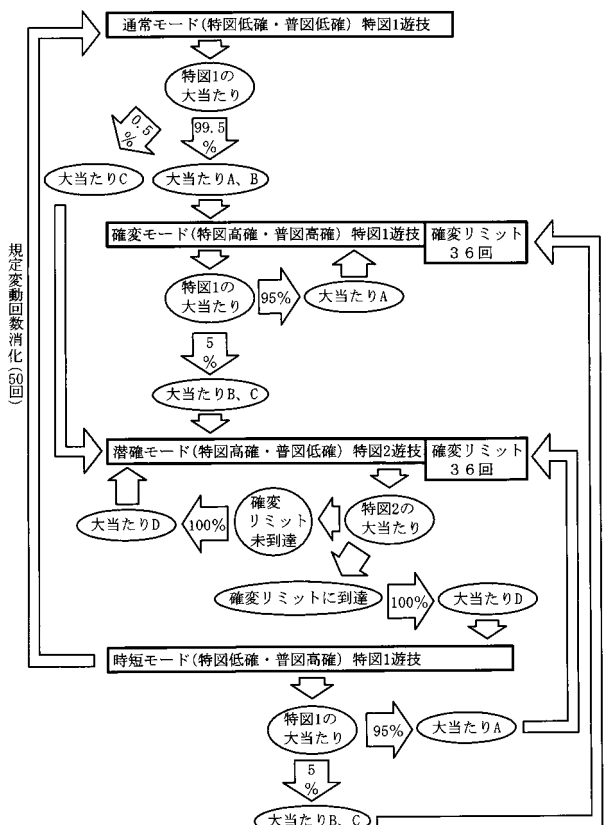 通常モード(特図低確・普図低確) 特図1遊技
特図1の
大当たり
0.5
%
99.5
%
大当たりC
大当たりA、B
確変モード(特図高確・普図高確) 特図1遊技
確変リミット
36回
特図1の
大当たり
95%
大当たりA
5
%
大当たりB、C
規定変動回数消化(50回)
潜確モード(特図高確・普図低確) 特図2遊技
確変リミット
36回
大当たりD
100%
確変
リミット
未到達
特図2の
大当たり
確変リミットに到達
100%
大当たりD
時短モード(特図低確・普図高確) 特図1遊技
特図1の
大当たり
95%
大当たりA
5
%
大当たりB、C